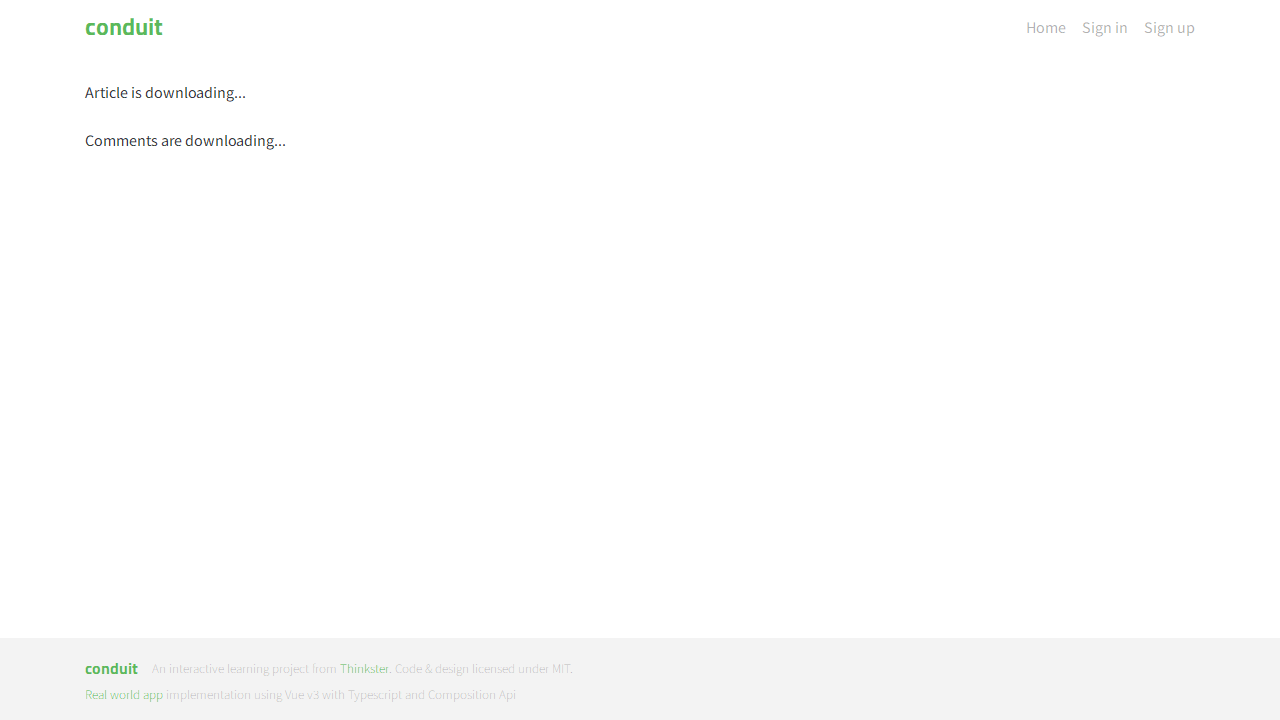 conduit Home Sign in Sign up
Article is downloading...
Comments are downloading...
conduit An interactive learning project from Thinkster. Code & design licensed under MIT.
Real world app implementation using Vue v3 with Typescript and Composition Api